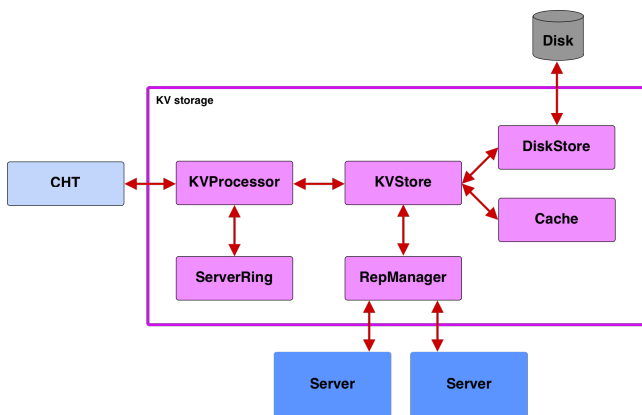 Disk
KV storage
DiskStore
CHT
KVProcessor
KVStore
Cache
ServerRing
RepManager
Server
Server